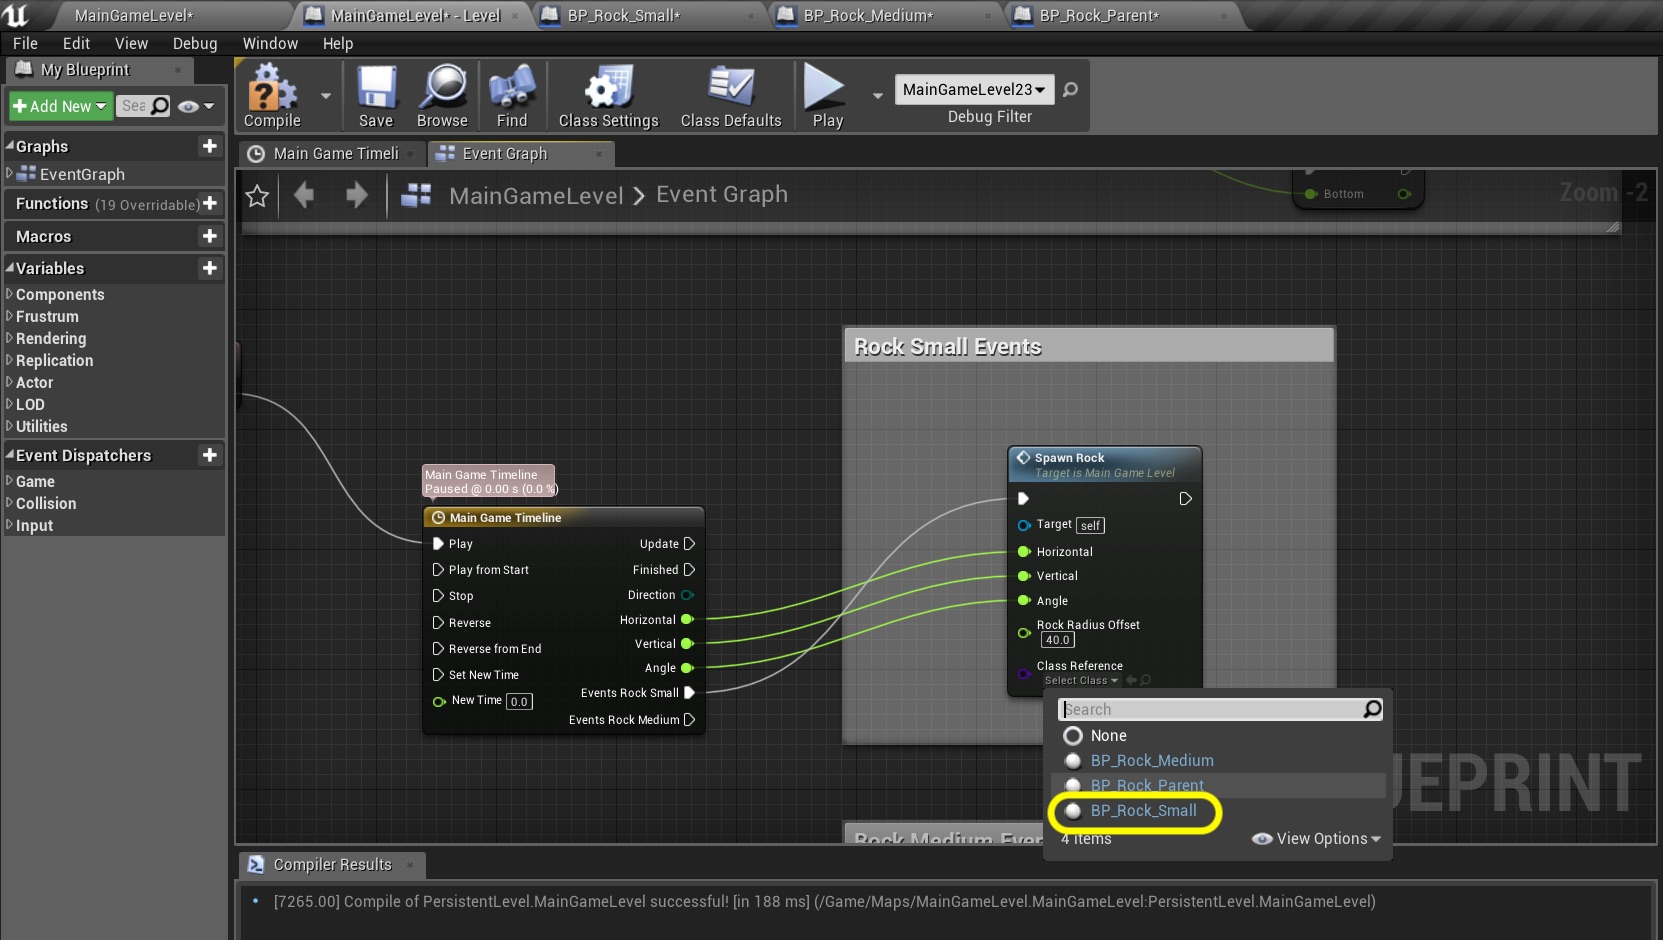 MainGameLevel*
MainGameLevel* - Level
BP_Rock_Small*
BP_Rock_Medium*
BP_Rock_Parent*
File Edit View Debug Window Help
My Blueprint
Add New
Sea
Compile
Save
Browse
Find
Class Settings
Class Defaults
Play
MainGameLevel23
Debug Filter
Graphs
EventGraph
Functions (19 Overridable)
Macros
Variables
Components
Frustrum
Rendering
Replication
Actor
LOD
Utilities
Event Dispatchers
Game
Collision
Input
Main Game Timeli
Event Graph
MainGameLevel > Event Graph
Bottom
Zoom -2
Rock Small Events
Main Game Timeline
Paused @ 0.00 s (0.0 %)
Main Game Timeline
Play
Play from Start
Stop
Reverse
Reverse from End
Set New Time
New Time 0.0
Update
Finished
Direction
Horizontal
Vertical
Angle
Events Rock Small
Events Rock Medium
Spawn Rock
Target is Main Game Level
Target self
Horizontal
Vertical
Angle
Rock Radius Offset
40.0
Class Reference
Select Class
Search
None
BP_Rock_Medium
BP_Rock_Parent
BP_Rock_Small
4 items
View Options
UEPRINT
Rock Medium Even
Compiler Results
[7265.00] Compile of PersistentLevel.MainGameLevel successful! [in 188 ms] (/Game/Maps/MainGameLevel.MainGameLevel:PersistentLevel.MainGameLevel)